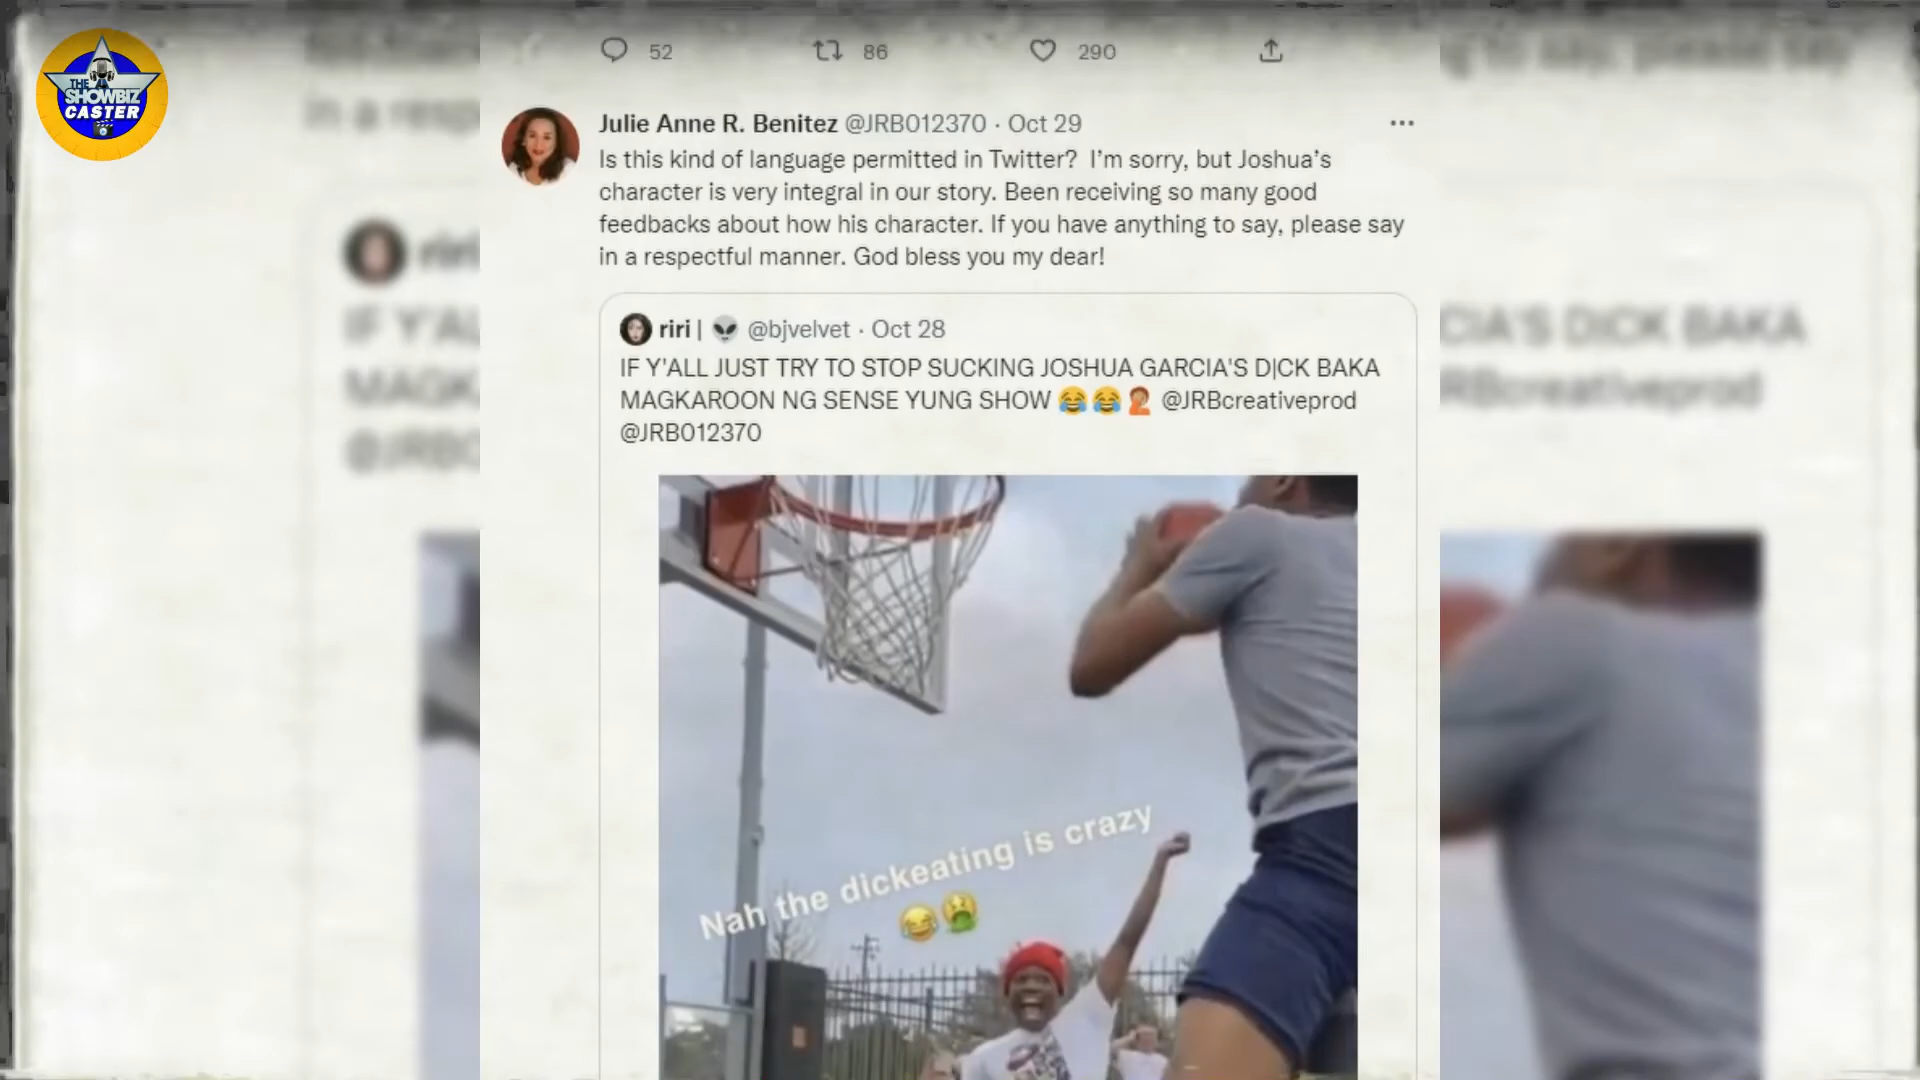 THE
SHOWBIZ
CASTER
52
86
290
Julie Anne R. Benitez @JRB012370 · Oct 29
Is this kind of language permitted in Twitter? I'm sorry, but Joshua's
character is very integral in our story. Been receiving so many good
feedbacks about how his character. If you have anything to say, please say
in a respectful manner. God bless you my dear!
riri | 👽 @bjvelvet · Oct 28
IF Y'ALL JUST TRY TO STOP SUCKING JOSHUA GARCIA'S D|CK BAKA
MAGKAROON NG SENSE YUNG SHOW 😂😂🤦 @JRBcreativeprod
@JRB012370
Nah the dickeating is crazy
😂🤮